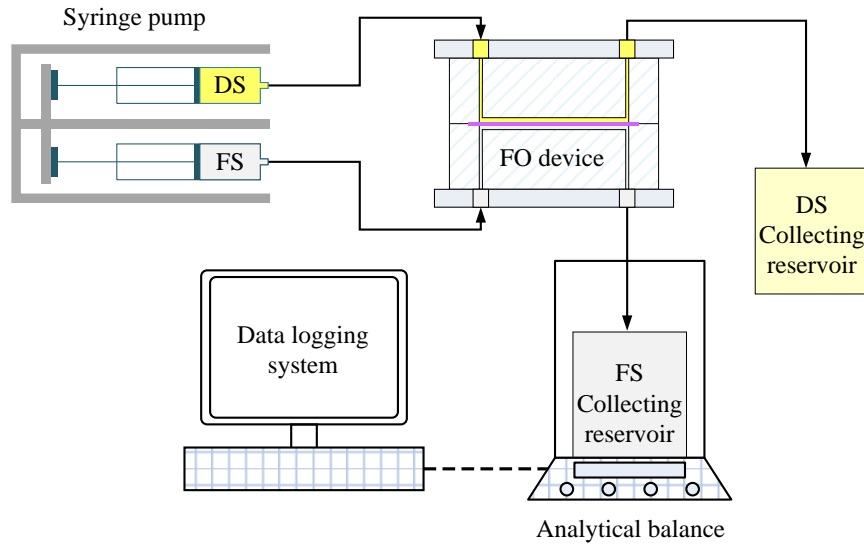 Syringe pump
DS
FS
FO device
DS
Collecting
reservoir
Data logging
system
FS
Collecting
reservoir
Analytical balance